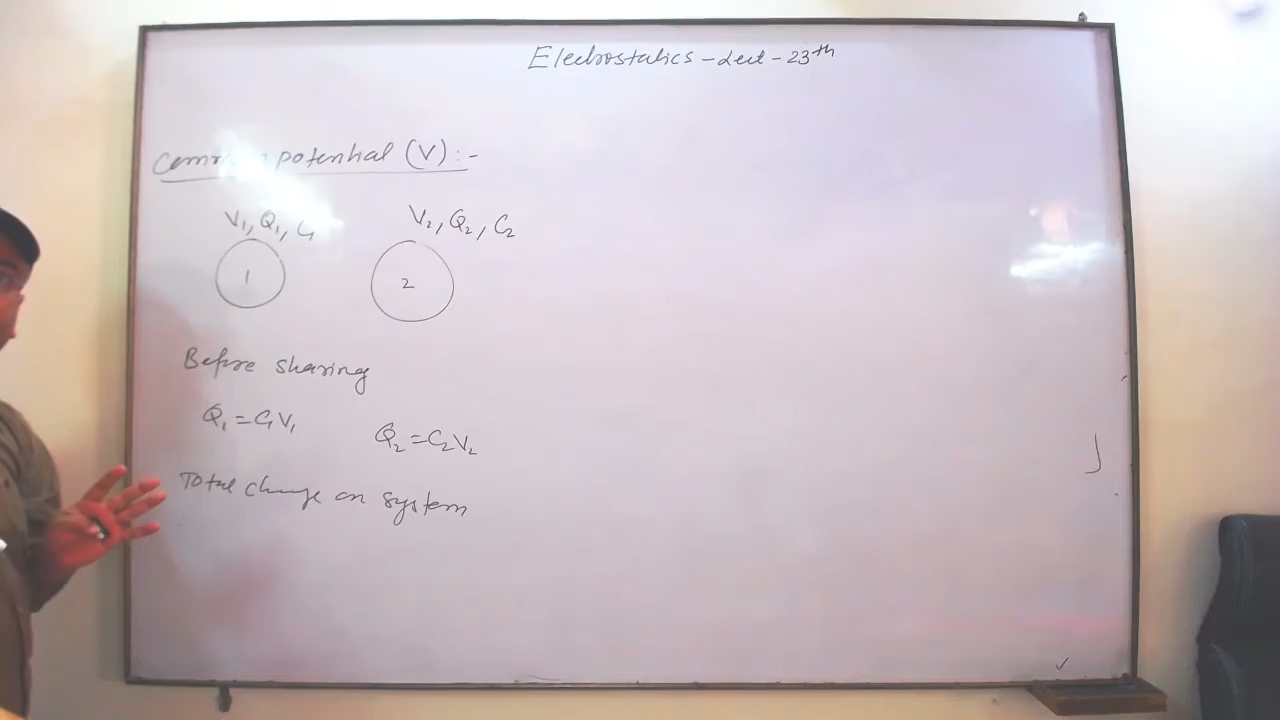 Electrostatics - Lect - 23th
Common potential (V) :-
V₁, Q₁, C₁ V₂, Q₂, C₂
1 2
Before sharing
Q₁ = C₁V₁
Q₂ = C₂V₂
Total charge on system